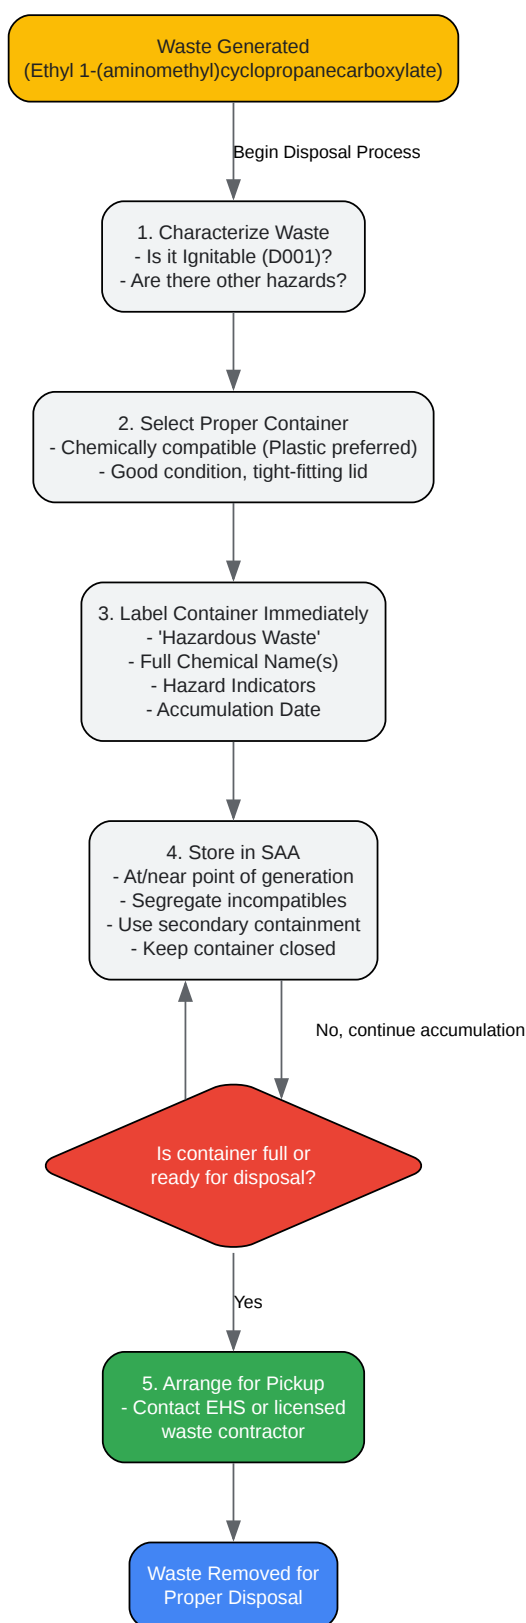 Waste Generated
(Ethyl 1-(aminomethyl)cyclopropanecarboxylate)
Begin Disposal Process
1. Characterize Waste
- Is it Ignitable (D001)?
- Are there other hazards?
2. Select Proper Container
- Chemically compatible (Plastic preferred)
- Good condition, tight-fitting lid
3. Label Container Immediately
- 'Hazardous Waste'
- Full Chemical Name(s)
- Hazard Indicators
- Accumulation Date
4. Store in SAA
- At/near point of generation
- Segregate incompatibles
- Use secondary containment
- Keep container closed
No, continue accumulation
Is container full or
ready for disposal?
Yes
5. Arrange for Pickup
- Contact EHS or licensed
waste contractor
Waste Removed for
Proper Disposal